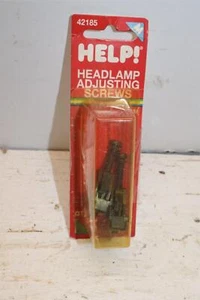 42185
HELP!
HEADLAMP
ADJUSTING
SCREWS